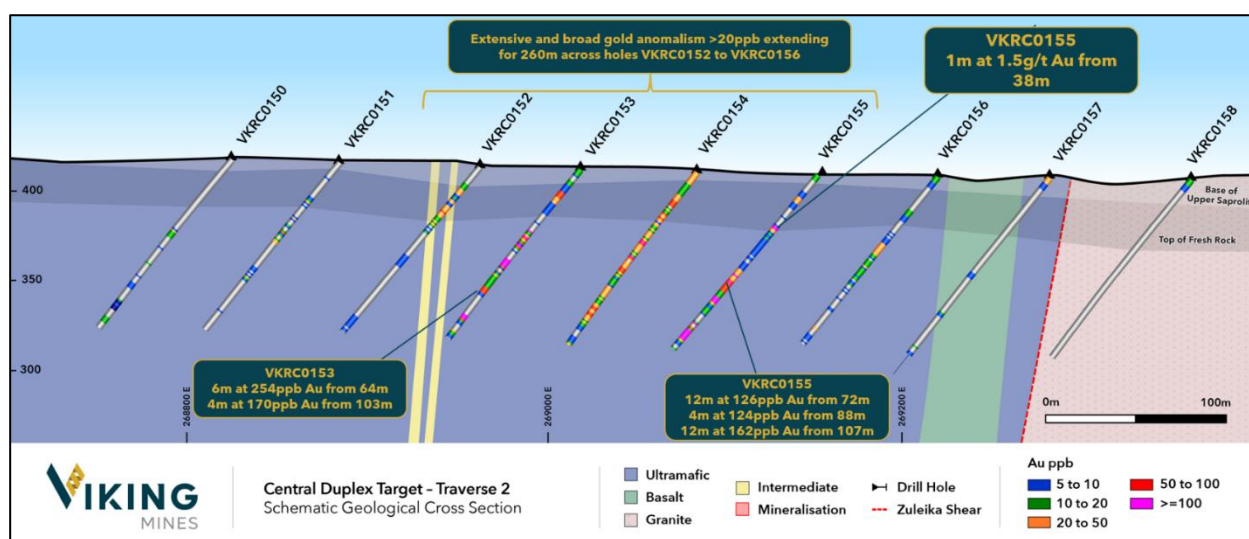 Extensive and broad gold anomalism >20ppb extending
for 260m across holes VKRC0152 to VKRC0156
VKRC0155
1m at 1.5g/t Au from
38m
VKRC0150
VKRC0151
VKRC0152
VKRC0153
VKRC0154
VKRC0155
VKRC0156
VKRC0157
VKRC0158
400
350
300
Base of
Upper Saprolit
Top of Fresh Rock
VKRC0153
6m at 254ppb Au from 64m
4m at 170ppb Au from 103m
VKRC0155
12m at 126ppb Au from 72m
4m at 124ppb Au from 88m
12m at 162ppb Au from 107m
268800 E
269000 E
269200 E
0m
100m
VIKING
MINES
Central Duplex Target – Traverse 2
Schematic Geological Cross Section
Ultramafic
Basalt
Granite
Intermediate
Mineralisation
Drill Hole
Zuleika Shear
Au ppb
5 to 10
10 to 20
20 to 50
50 to 100
>=100